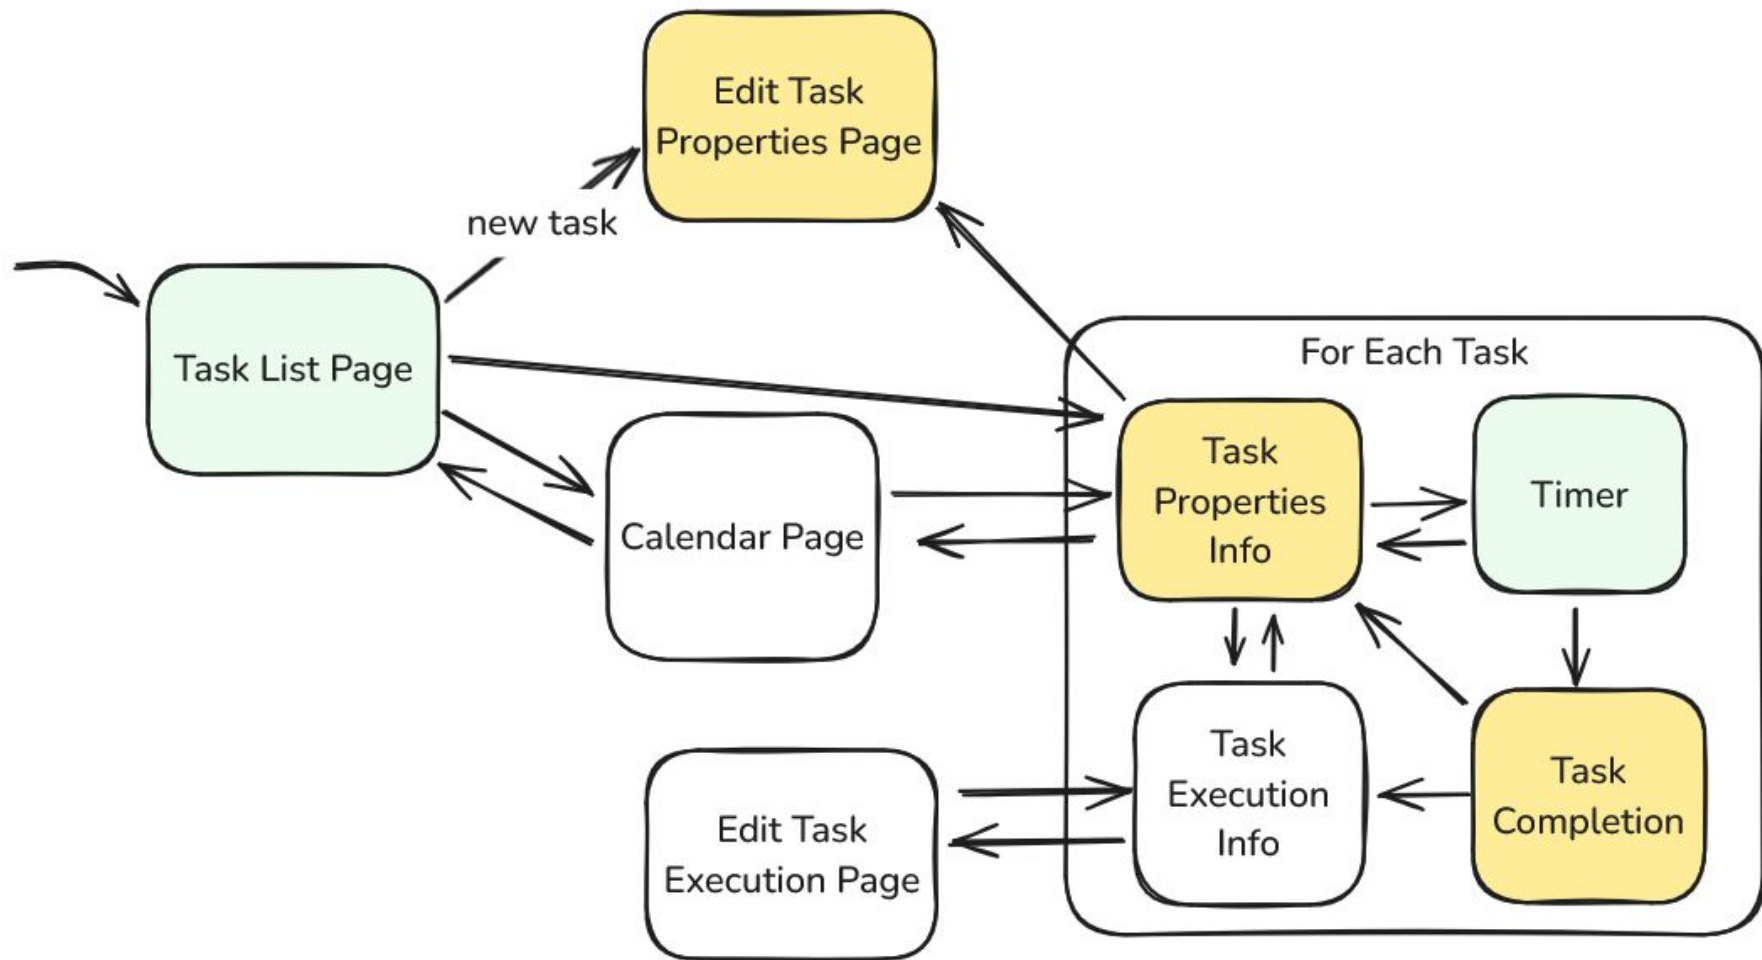 Edit Task
Properties Page
new task
Task List Page
For Each Task
Task
Properties
Info
Timer
Calendar Page
Task
Execution
Info
Task
Completion
Edit Task
Execution Page